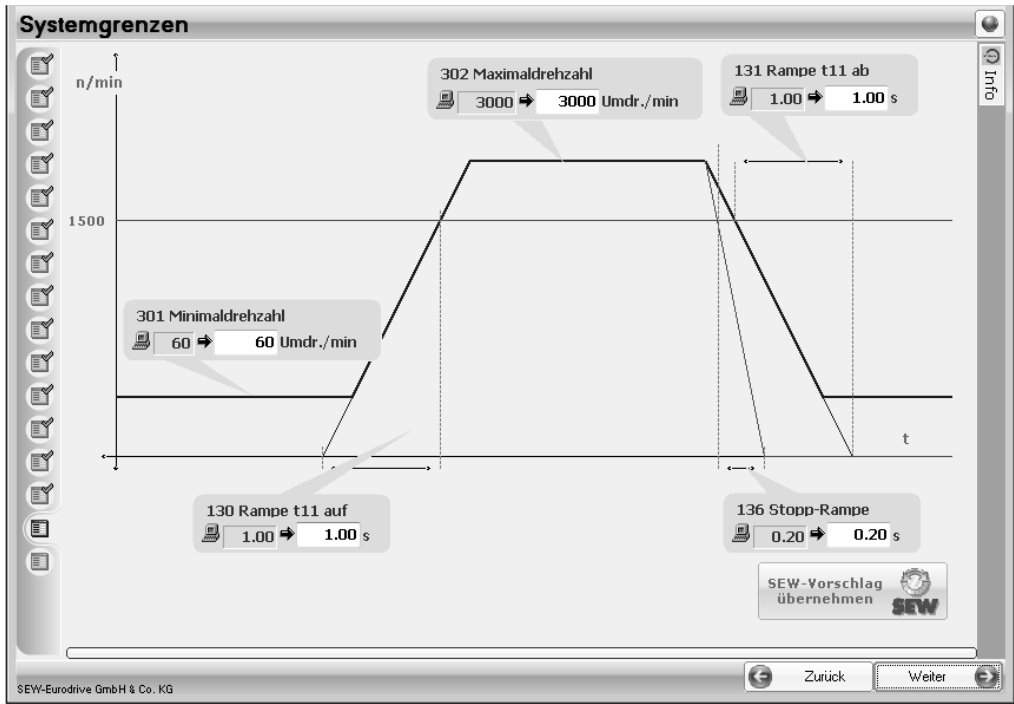 Systemgrenzen
Info
n/min
302 Maximaldrehzahl
3000 3000 Umdr./min
131 Rampe t11 ab
1.00 1.00 s
1500
301 Minimaldrehzahl
60 60 Umdr./min
t
130 Rampe t11 auf
1.00 1.00 s
136 Stopp-Rampe
0.20 0.20 s
SEW-Vorschlag
übernehmen
SEW
Zurück
Weiter
SEW-Eurodrive GmbH & Co. KG